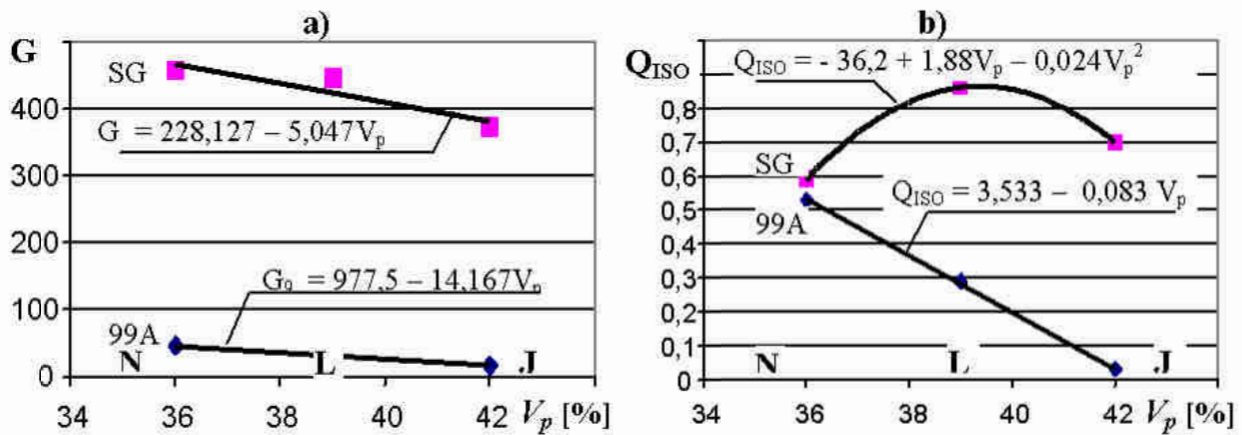 a)
G
SG
400
G = 228,127 – 5,047Vp
300
200
G9 = 977,5 – 14,167Vp
100
99A
N L J
0
34 36 38 40 42 Vp [%]
b)
QISO
QISO = - 36,2 + 1,88Vp – 0,024Vp²
0,8
0,7
SG
0,6
QISO = 3,533 – 0,083 Vp
0,5
99A
0,4
0,3
0,2
0,1
N L J
0
34 36 38 40 42 Vp [%]